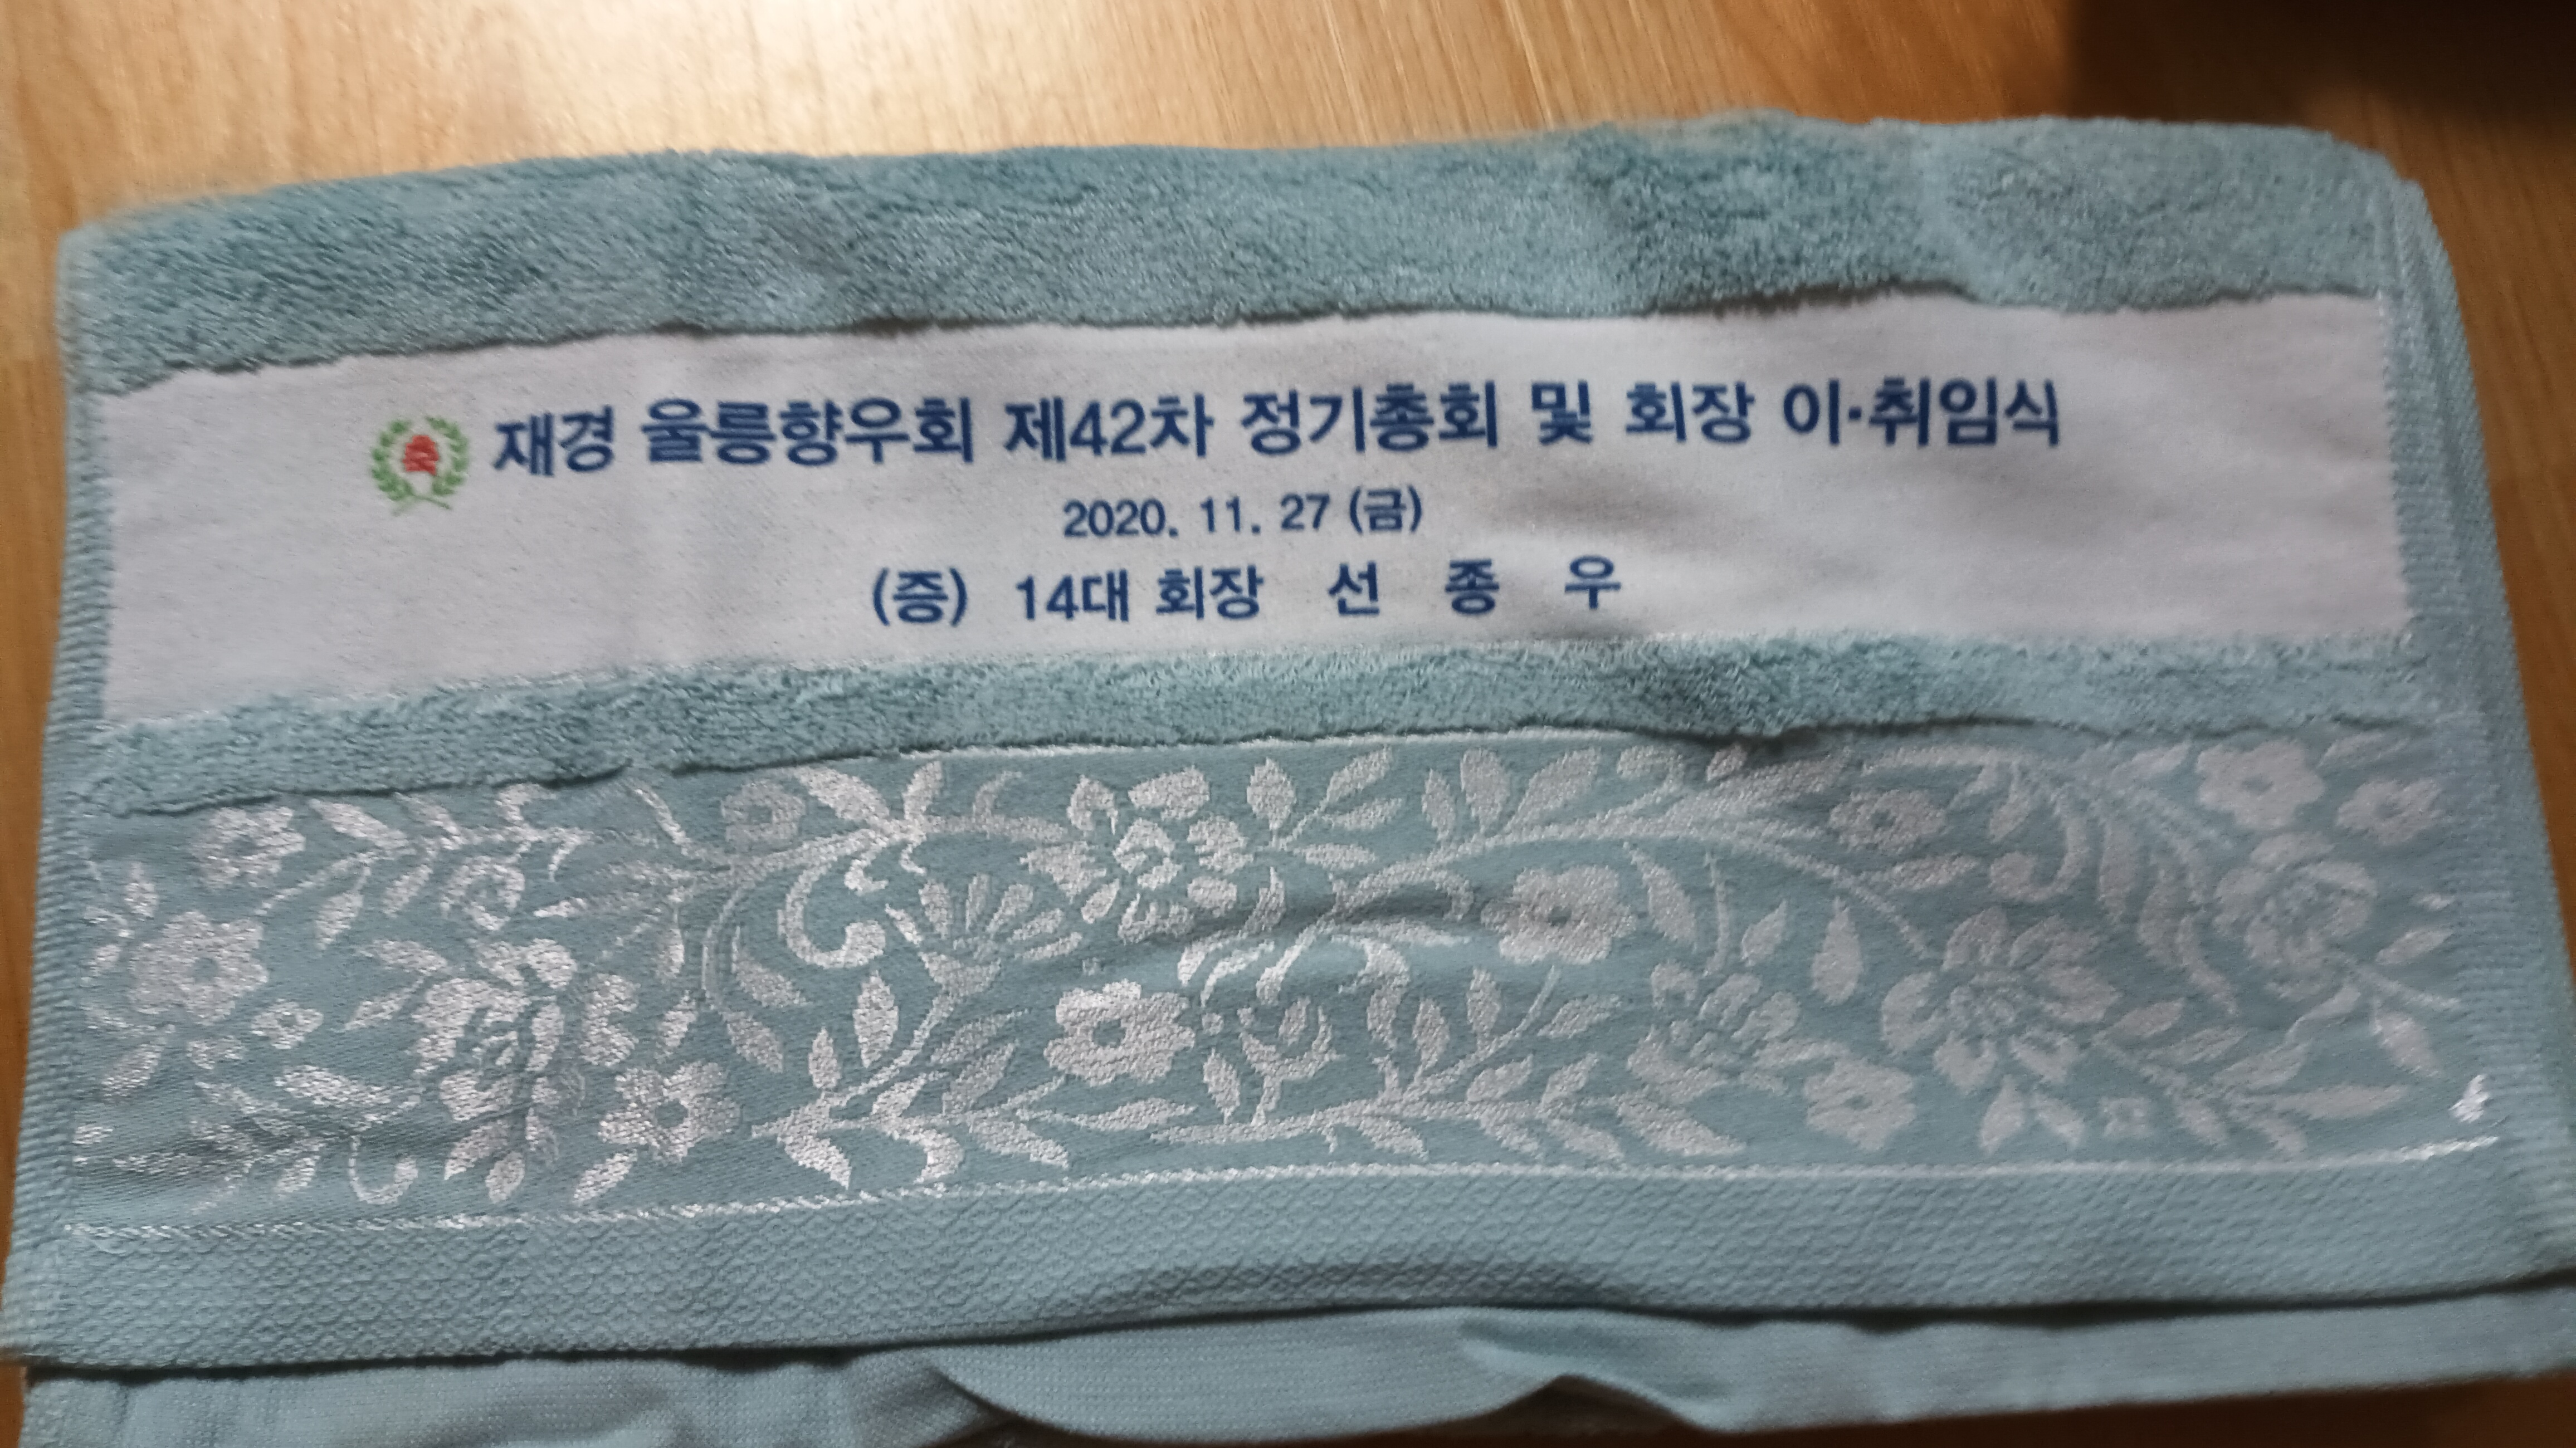 축 재경 울릉향우회 제42차 정기총회 및 회장 이·취임식
2020. 11. 27 (금)
(증) 14대 회장 선 종 우